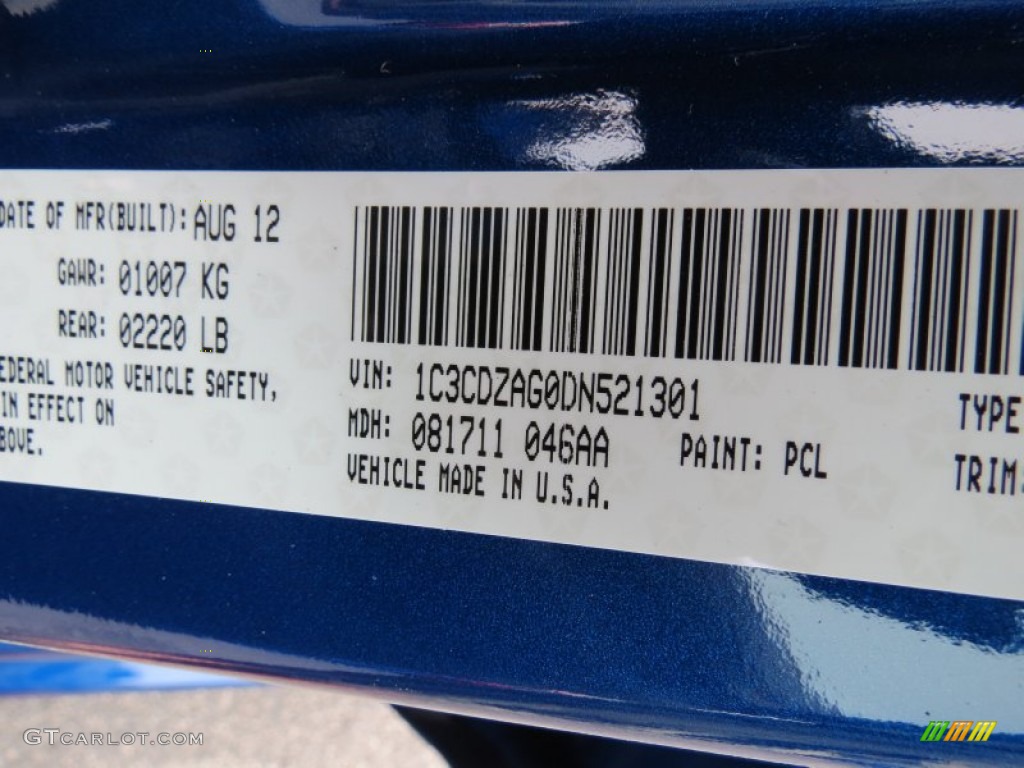 DATE OF MFR(BUILT): AUG 12
GAWR: 01007 KG
REAR: 02220 LB
EDERAL MOTOR VEHICLE SAFETY,
IN EFFECT ON
BOVE.
VIN: 1C3CDZAG0DN521301
MDH: 081711 046AA
PAINT: PCL
VEHICLE MADE IN U.S.A.
TYPE
TRIM:
GTCARLOT.COM